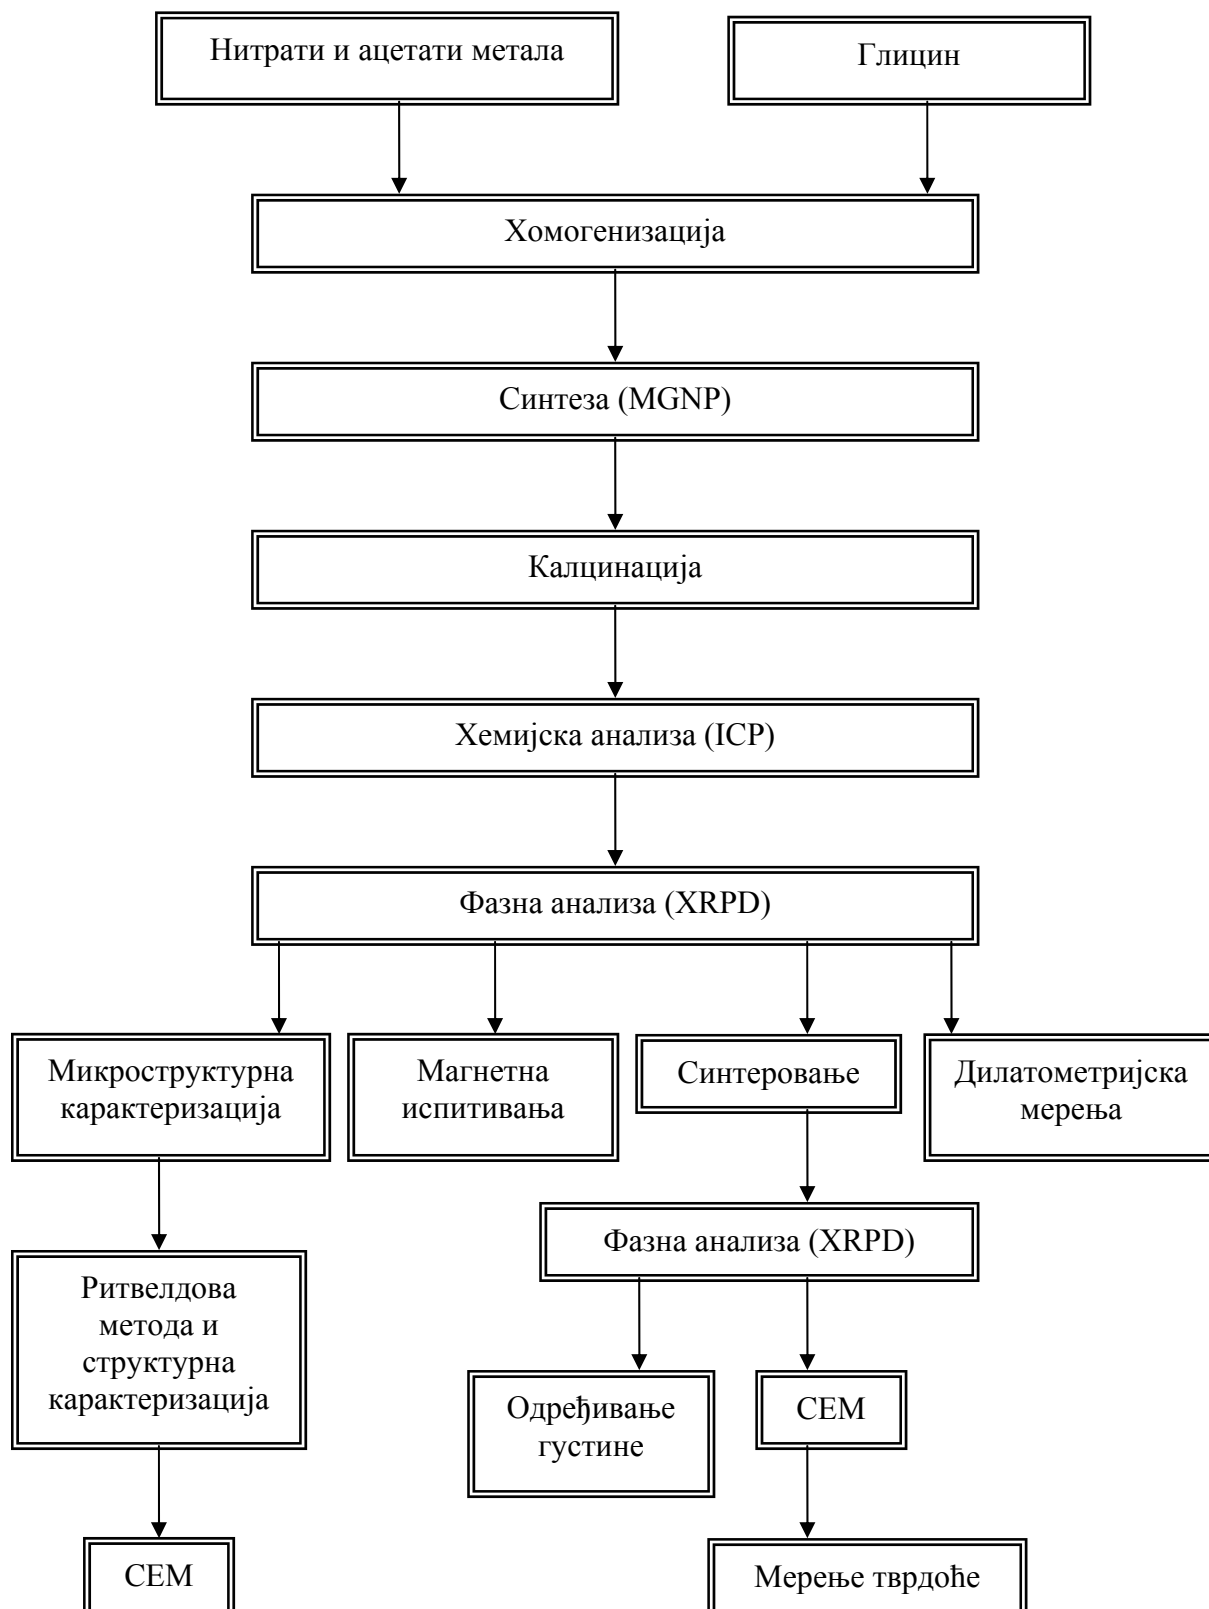 Нитрати и ацетати метала
Глицин
Хомогенизација
Синтеза (MGNP)
Калцинација
Хемијска анализа (ICP)
Фазна анализа (XRPD)
Микроструктурна
карактеризација
Магнетна
испитивања
Синтеровање
Дилатометријска
мерења
Фазна анализа (XRPD)
Ритвелдова
метода и
структурна
карактеризација
Одређивање
густине
СЕМ
СЕМ
Мерење тврдоће